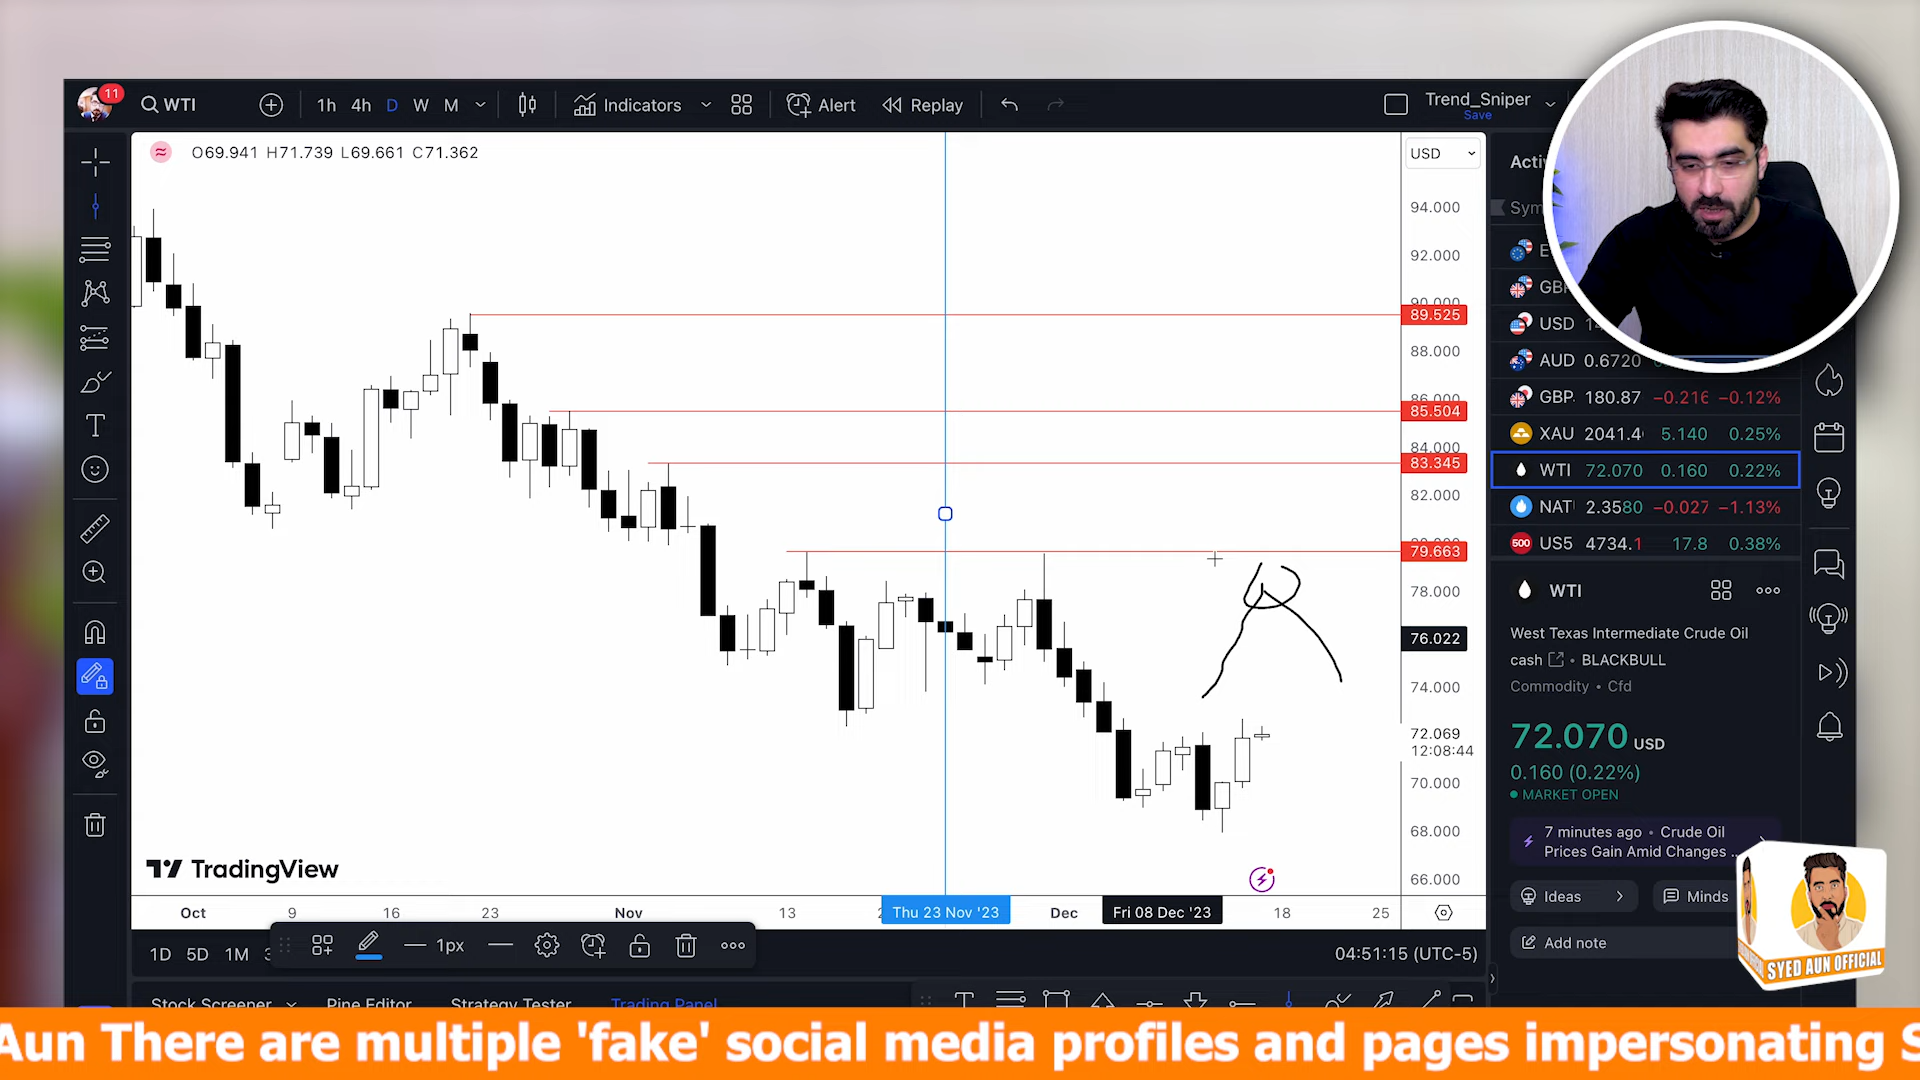 11
WTI
1h 4h D W M
Indicators
Alert
Replay
Trend_Sniper
Save
O69.941 H71.739 L69.661 C71.362
USD
94.000
92.000
90.000
89.525
88.000
86.000
85.504
84.000
83.345
82.000
79.663
78.000
76.022
74.000
72.069
12:08:44
70.000
68.000
66.000
TradingView
Oct 9 16 23 Nov 13 Thu 23 Nov '23 Dec Fri 08 Dec '23 18 25
1D 5D 1M
1px
04:51:15 (UTC-5)
Stock Screener
Pine Editor
Strategy Tester
Trading Panel
USD
AUD 0.6720
GBP 180.87 −0.216 −0.12%
XAU 2041.4 5.140 0.25%
WTI 72.070 0.160 0.22%
NAT 2.3580 −0.027 −1.13%
500 US5 4734.1 17.8 0.38%
WTI
West Texas Intermediate Crude Oil
cash • BLACKBULL
Commodity • Cfd
72.070 USD
0.160 (0.22%)
MARKET OPEN
7 minutes ago • Crude Oil
Prices Gain Amid Changes ...
Ideas
Minds
Add note
SYED AUN OFFICIAL
Aun There are multiple 'fake' social media profiles and pages impersonating S